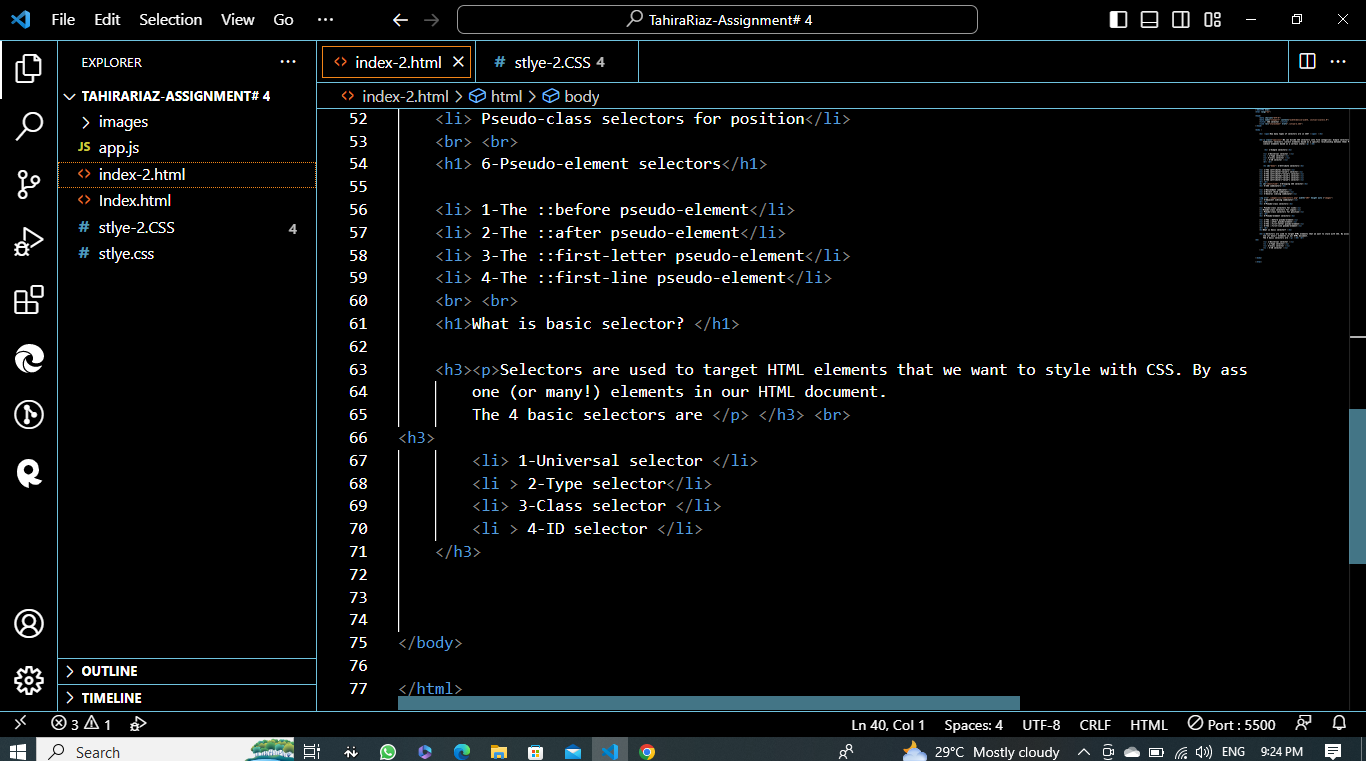 File Edit Selection View Go ··· TahiraRiaz-Assignment# 4
EXPLORER ···
TAHIRARIAZ-ASSIGNMENT# 4
images
JS app.js
<> index-2.html
<> Index.html
# stlye-2.CSS 4
# stlye.css
OUTLINE
TIMELINE
<> index-2.html # stlye-2.CSS 4 ···
<> index-2.html > html > body
52 <li> Pseudo-class selectors for position</li>
53 <br> <br>
54 <h1> 6-Pseudo-element selectors</h1>
55
56 <li> 1-The ::before pseudo-element</li>
57 <li> 2-The ::after pseudo-element</li>
58 <li> 3-The ::first-letter pseudo-element</li>
59 <li> 4-The ::first-line pseudo-element</li>
60 <br> <br>
61 <h1>What is basic selector? </h1>
62
63 <h3><p>Selectors are used to target HTML elements that we want to style with CSS. By ass
64 one (or many!) elements in our HTML document.
65 The 4 basic selectors are </p> </h3> <br>
66 <h3>
67 <li> 1-Universal selector </li>
68 <li > 2-Type selector</li>
69 <li> 3-Class selector </li>
70 <li > 4-ID selector </li>
71 </h3>
72
73
74
75 </body>
76
77 </html>
3 1 Ln 40, Col 1 Spaces: 4 UTF-8 CRLF HTML Port : 5500
Search 29°C Mostly cloudy ENG 9:24 PM